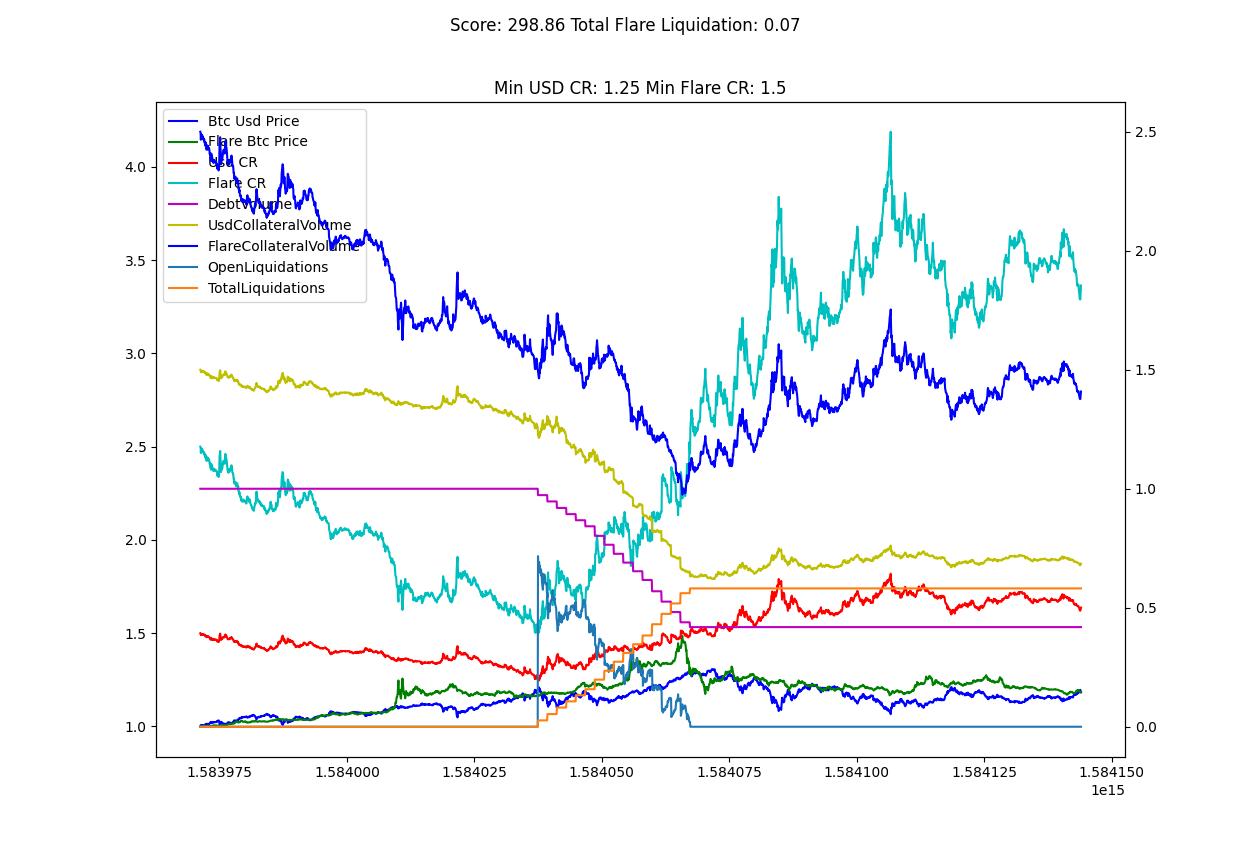 Score: 298.86 Total Flare Liquidation: 0.07
Min USD CR: 1.25 Min Flare CR: 1.5
Btc Usd Price
Flare Btc Price
Usd CR
Flare CR
DebtVolume
UsdCollateralVolume
FlareCollateralVolume
OpenLiquidations
TotalLiquidations
4.0
3.5
3.0
2.5
2.0
1.5
1.0
2.5
2.0
1.5
1.0
0.5
0.0
1.583975
1.584000
1.584025
1.584050
1.584075
1.584100
1.584125
1.584150
1e15